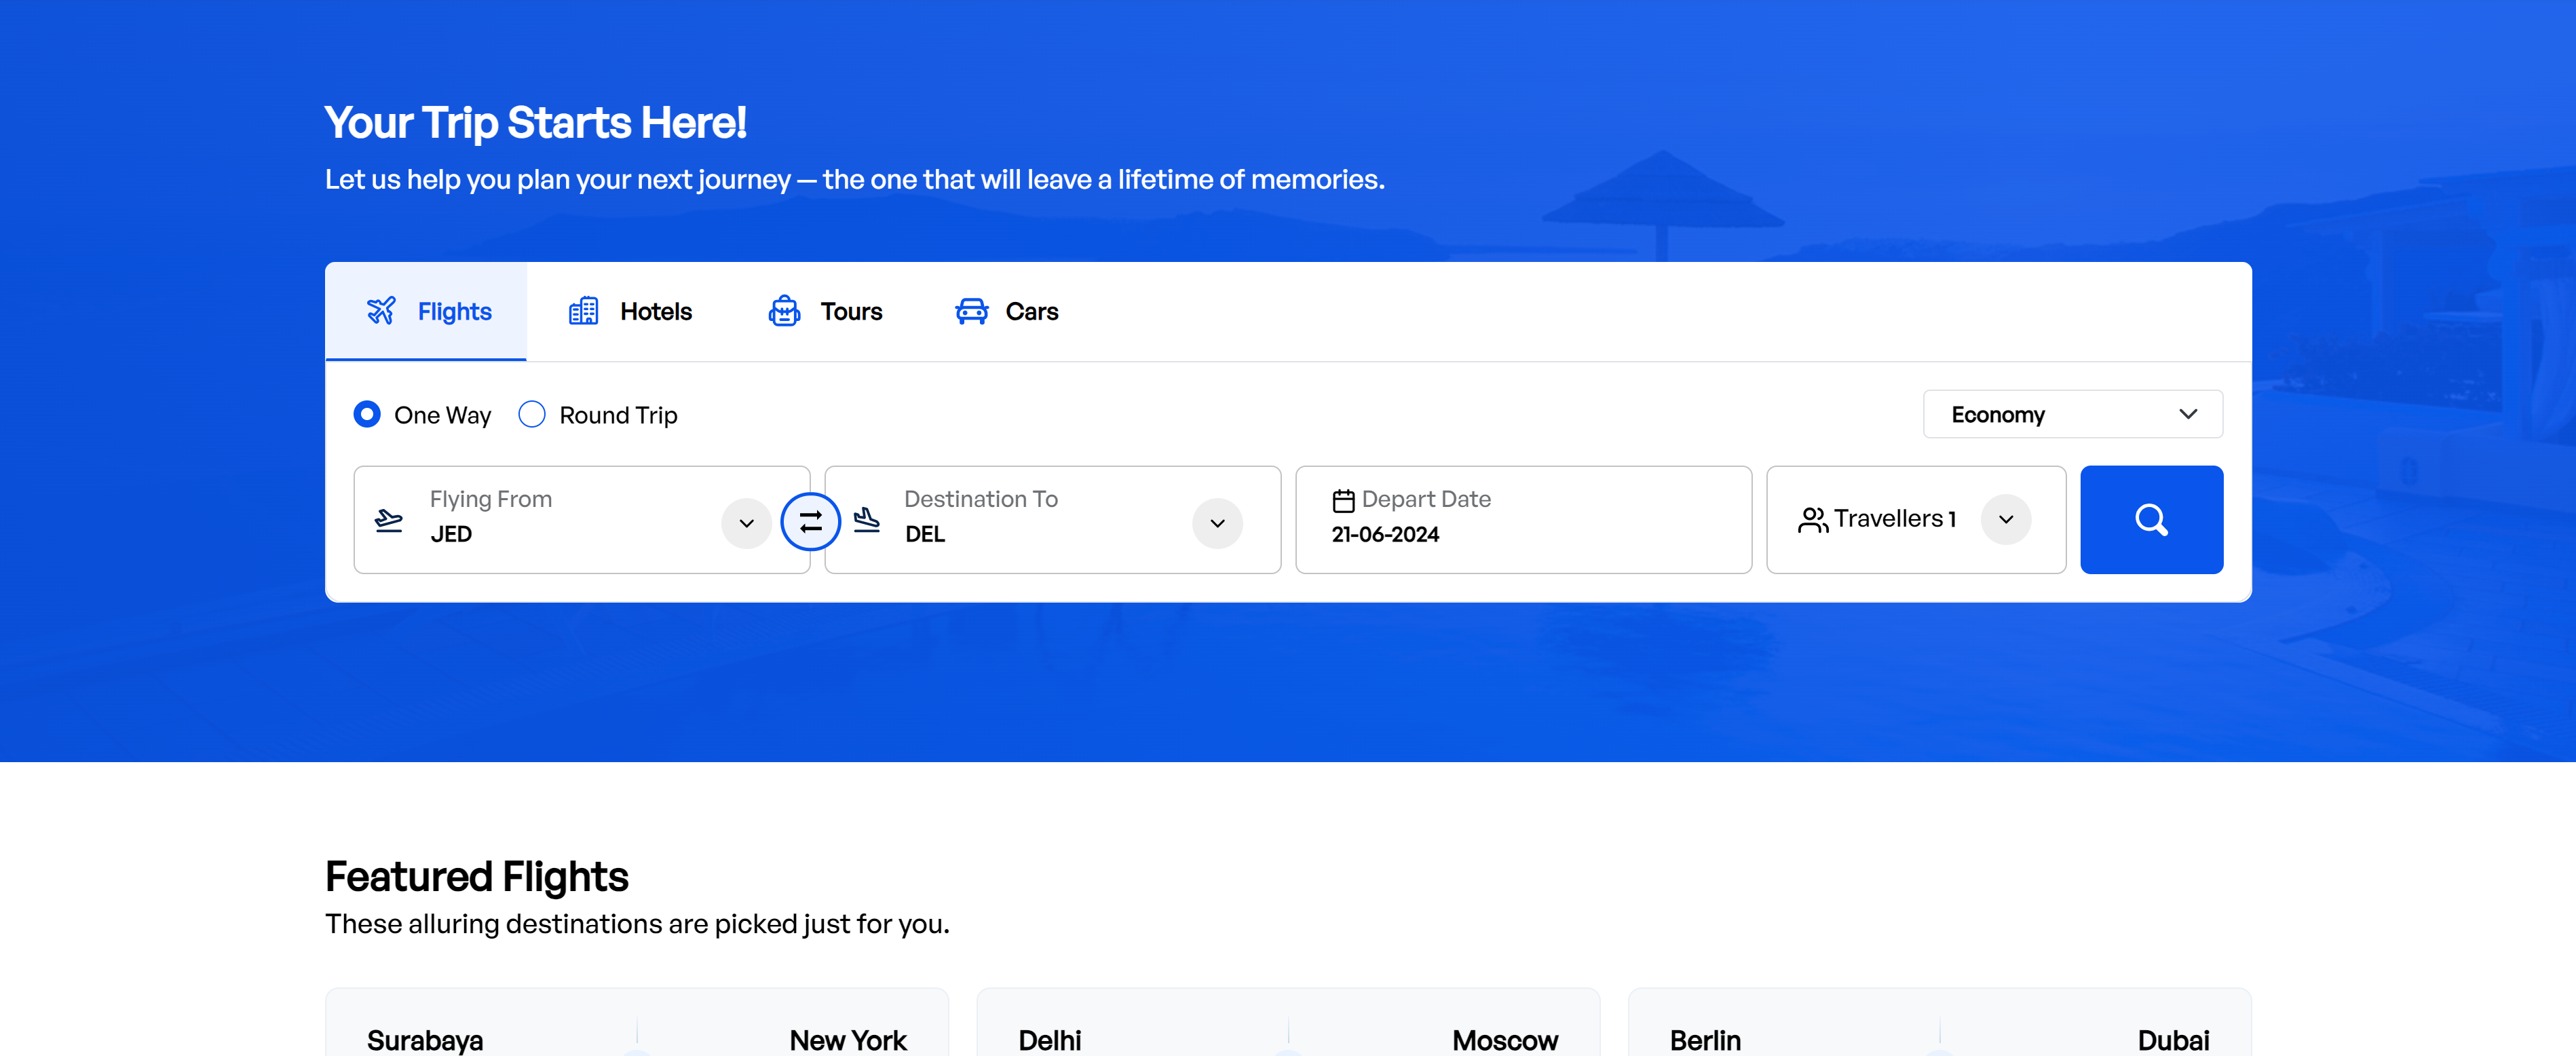 Your Trip Starts Here!
Let us help you plan your next journey — the one that will leave a lifetime of memories.
Flights Hotels Tours Cars
One Way Round Trip Economy
Flying From Destination To Depart Date
Travellers 1
JED DEL 21-06-2024
Featured Flights
These alluring destinations are picked just for you.
Surabaya New York Delhi Moscow Berlin Dubai